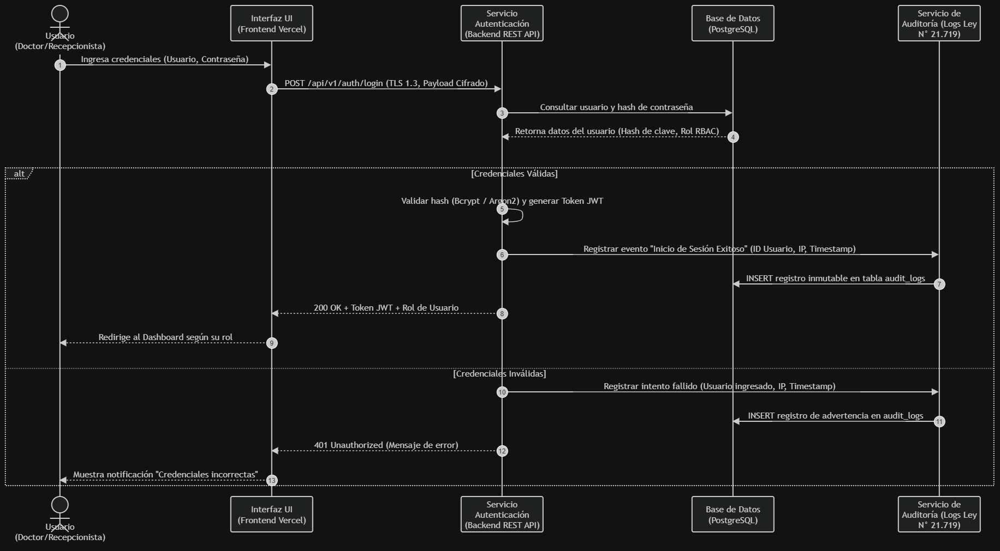 Usuario
(Doctor/Recepcionista)
Interfaz UI
(Frontend Vercel)
Servicio
Autenticación
(Backend REST API)
Base de Datos
(PostgreSQL)
Servicio de
Auditoría (Logs Ley
N° 21.719)
1
Ingresa credenciales (Usuario, Contraseña)
2
POST /api/v1/auth/login (TLS 1.3, Payload Cifrado)
3
Consultar usuario y hash de contraseña
Retorna datos del usuario (Hash de clave, Rol RBAC)
4
alt
[Credenciales Válidas]
Validar hash (Bcrypt / Argon2) y generar Token JWT
5
Registrar evento "Inicio de Sesión Exitoso" (ID Usuario, IP, Timestamp)
6
INSERT registro inmutable en tabla audit_logs
7
200 OK + Token JWT + Rol de Usuario
8
Redirige al Dashboard según su rol
9
[Credenciales Inválidas]
Registrar intento fallido (Usuario ingresado, IP, Timestamp)
10
INSERT registro de advertencia en audit_logs
11
401 Unauthorized (Mensaje de error)
12
Muestra notificación "Credenciales incorrectas"
13
Usuario
(Doctor/Recepcionista)
Interfaz UI
(Frontend Vercel)
Servicio
Autenticación
(Backend REST API)
Base de Datos
(PostgreSQL)
Servicio de
Auditoría (Logs Ley
N° 21.719)